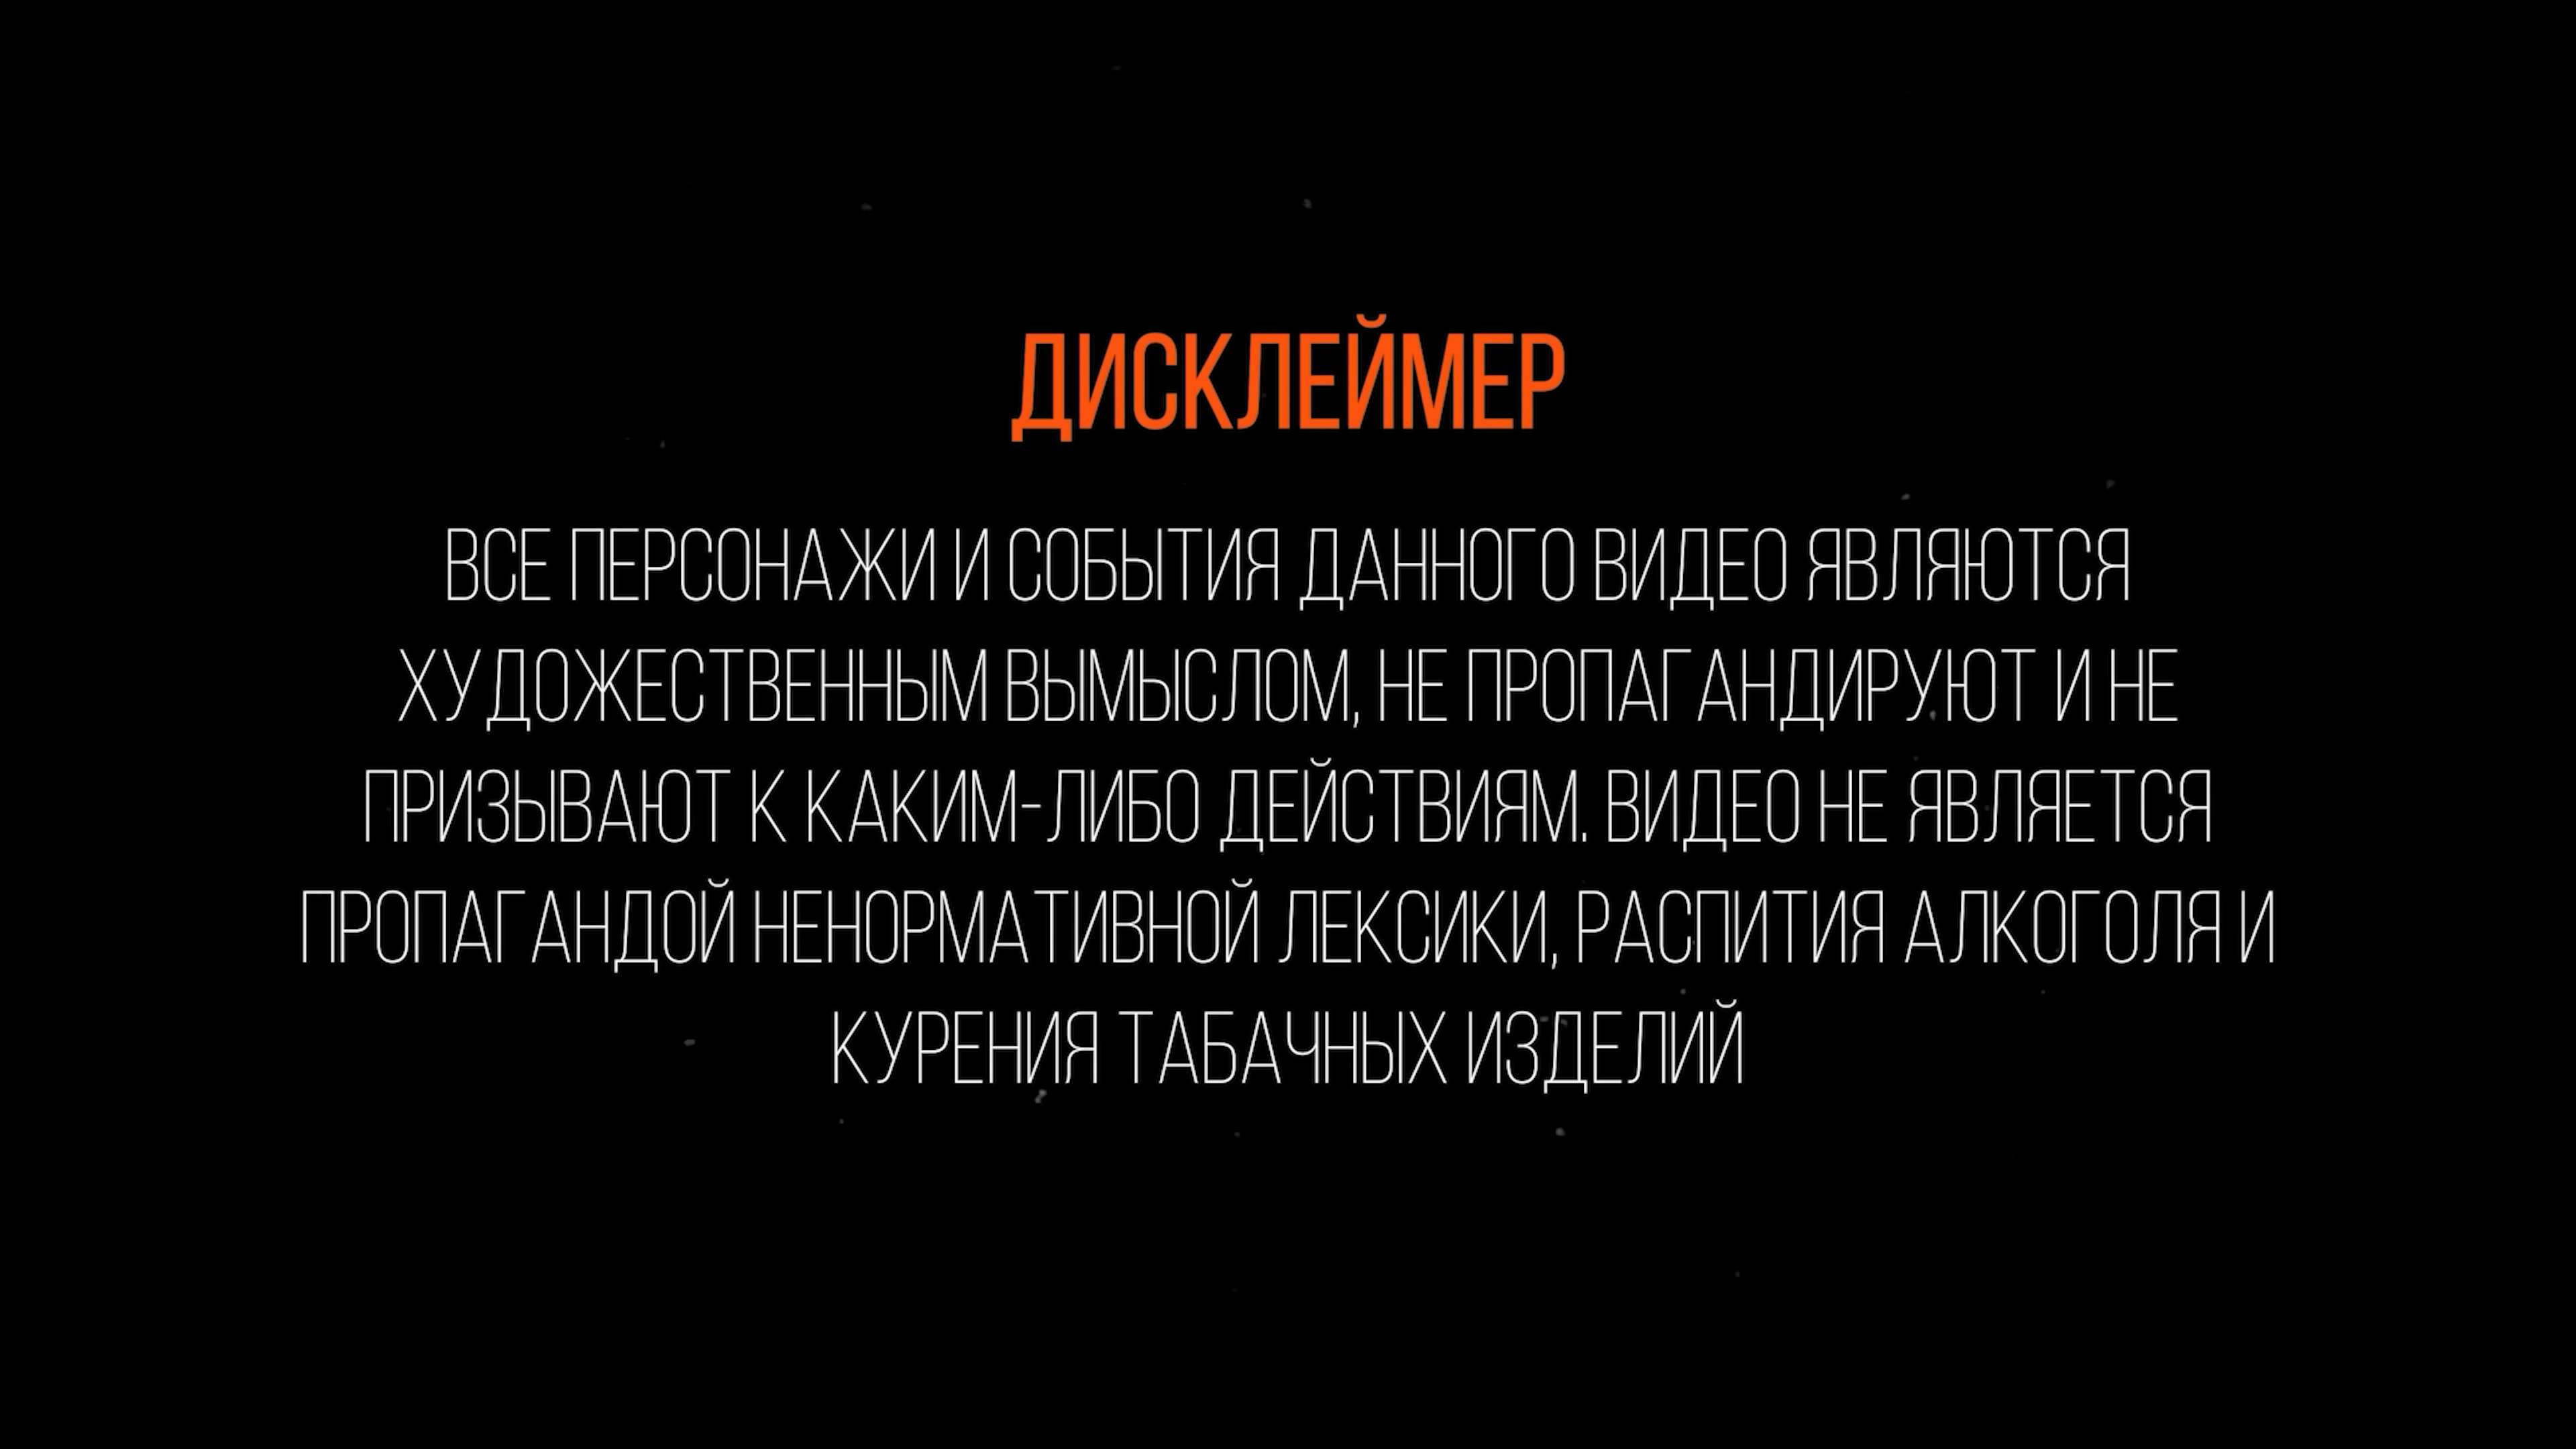 ДИСКЛЕЙМЕР
ВСЕ ПЕРСОНАЖИ И СОБЫТИЯ ДАННОГО ВИДЕО ЯВЛЯЮТСЯ
ХУДОЖЕСТВЕННЫМ ВЫМЫСЛОМ, НЕ ПРОПАГАНДИРУЮТ И НЕ
ПРИЗЫВАЮТ К КАКИМ-ЛИБО ДЕЙСТВИЯМ. ВИДЕО НЕ ЯВЛЯЕТСЯ
ПРОПАГАНДОЙ НЕНОРМАТИВНОЙ ЛЕКСИКИ, РАСПИТИЯ АЛКОГОЛЯ И
КУРЕНИЯ ТАБАЧНЫХ ИЗДЕЛИЙ